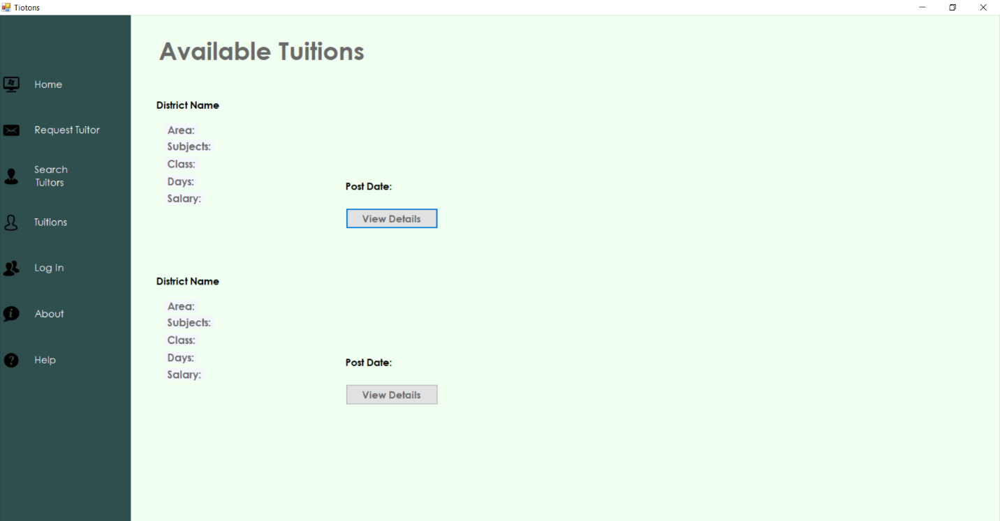 Tiotons
Available Tuitions
Home
Request Tuitor
Search
Tuitors
Tuitions
Log In
About
Help
District Name
Area:
Subjects:
Class:
Days:
Salary:
Post Date:
View Details
District Name
Area:
Subjects:
Class:
Days:
Salary:
Post Date:
View Details